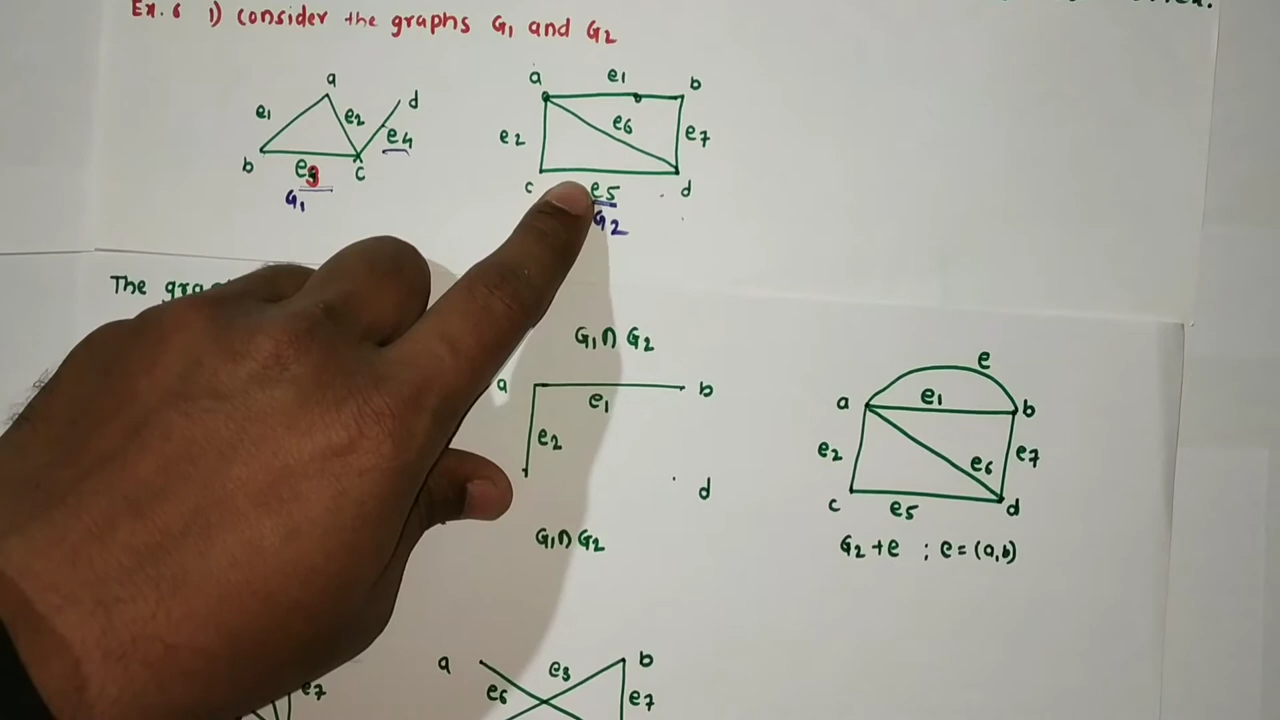 Ex. 6 1) Consider the graphs G1 and G2
a
e1 e2 d
e4
b e3 c
G1
a e1 b
e2 e6 e7
c e5 d
G2
The
G1∩G2
a b
e1
e2
d
G1∩G2
e
a e1 b
e2 e6 e7
c e5 d
G2+e ; e=(a,b)
e7
a e3 b
e6 e7